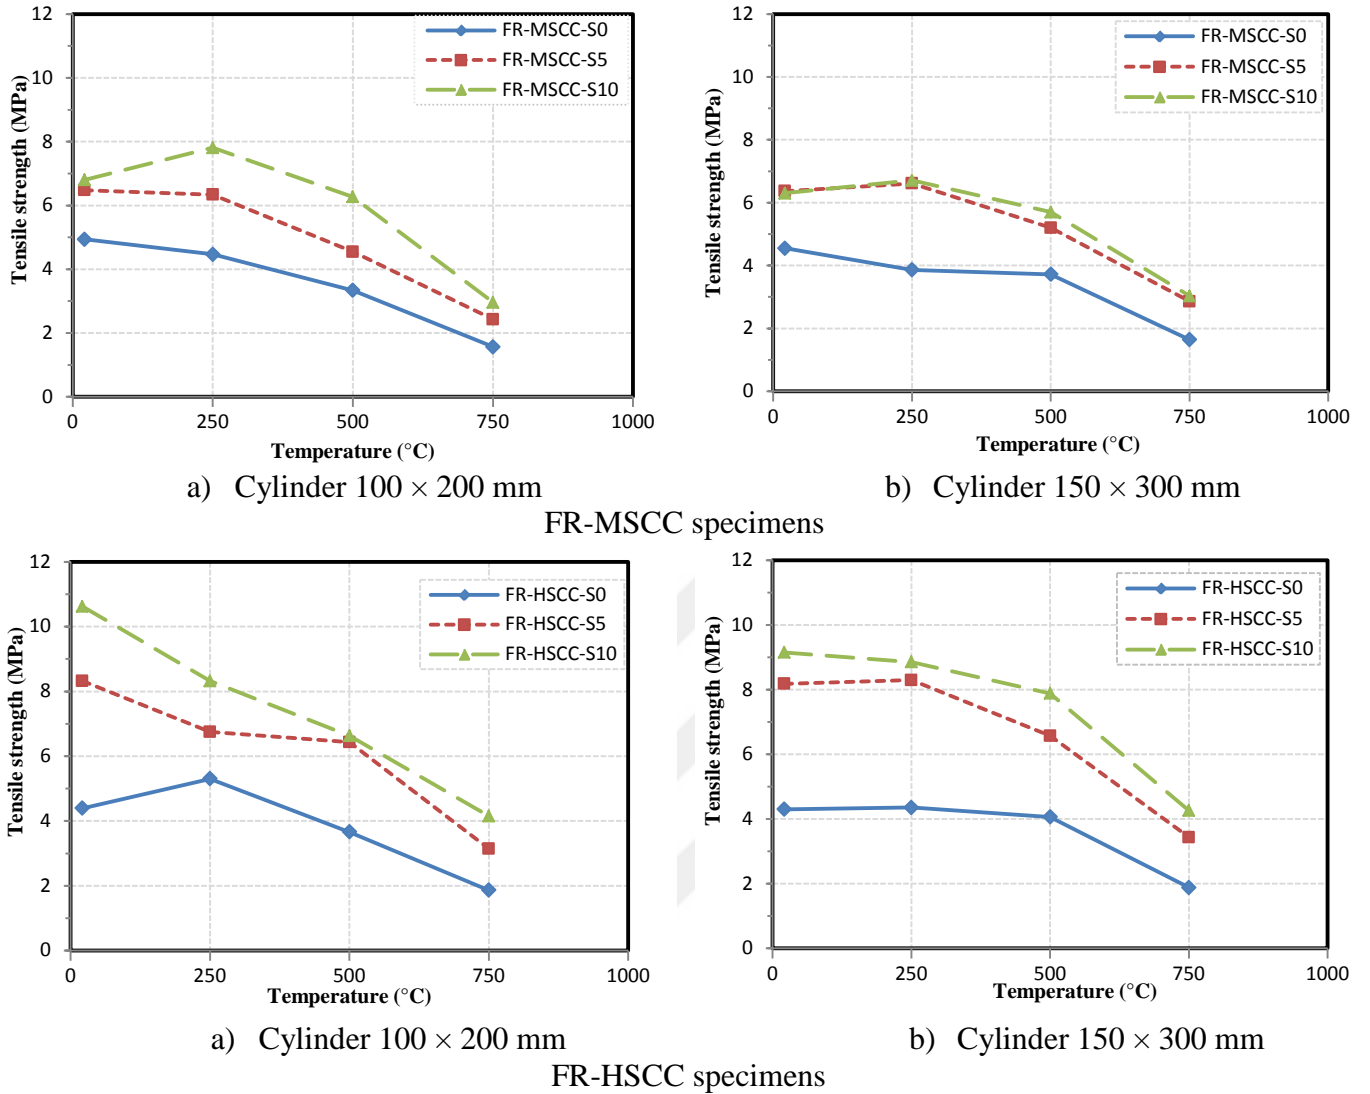 12
10
8
6
4
2
0
Tensile strength (MPa)
FR-MSCC-S0
FR-MSCC-S5
FR-MSCC-S10
0 250 500 750 1000
Temperature (°C)
a) Cylinder 100 × 200 mm
12
10
8
6
4
2
0
Tensile strength (MPa)
FR-MSCC-S0
FR-MSCC-S5
FR-MSCC-S10
0 250 500 750 1000
Temperature (°C)
b) Cylinder 150 × 300 mm
FR-MSCC specimens
12
10
8
6
4
2
0
Tensile strength (MPa)
FR-HSCC-S0
FR-HSCC-S5
FR-HSCC-S10
0 250 500 750 1000
Temperature (°C)
a) Cylinder 100 × 200 mm
12
10
8
6
4
2
0
Tensile strength (MPa)
FR-HSCC-S0
FR-HSCC-S5
FR-HSCC-S10
0 250 500 750 1000
Temperature (°C)
b) Cylinder 150 × 300 mm
FR-HSCC specimens